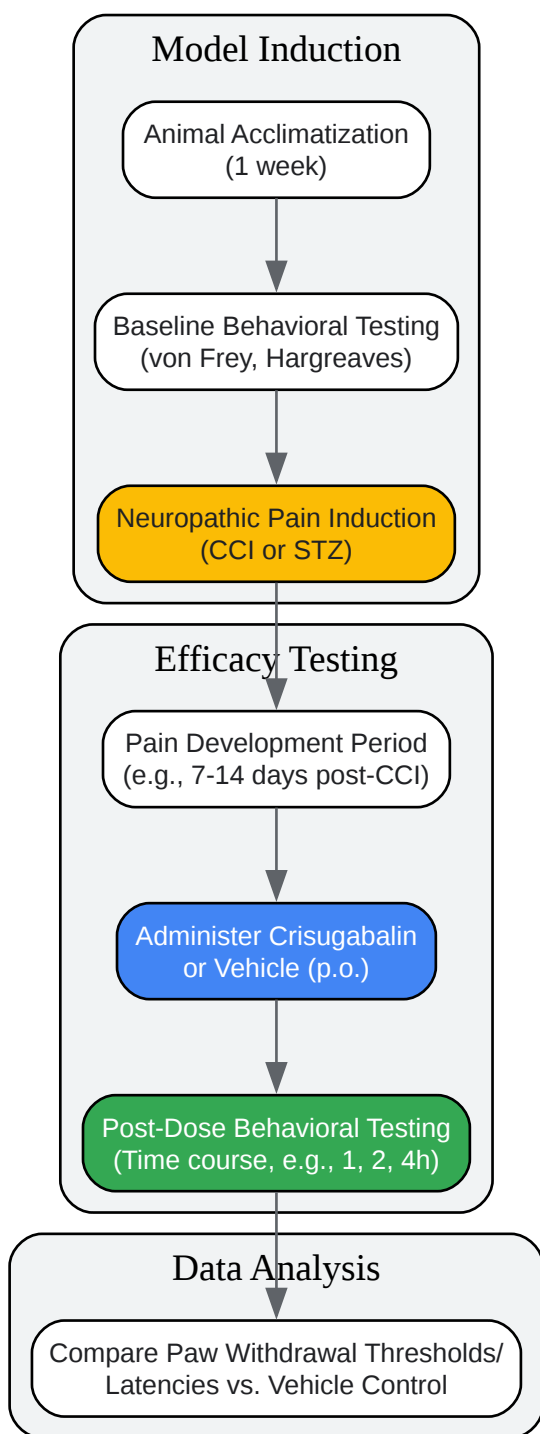 Model Induction
Animal Acclimatization
(1 week)
Baseline Behavioral Testing
(von Frey, Hargreaves)
Neuropathic Pain Induction
(CCI or STZ)
Efficacy Testing
Pain Development Period
(e.g., 7-14 days post-CCI)
Administer Crisugabalin
or Vehicle (p.o.)
Post-Dose Behavioral Testing
(Time course, e.g., 1, 2, 4h)
Data Analysis
Compare Paw Withdrawal Thresholds/
Latencies vs. Vehicle Control